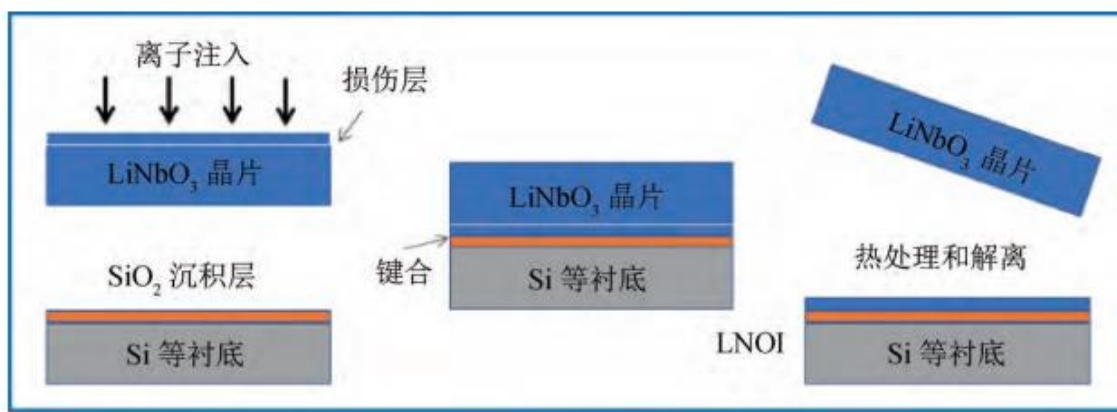 离子注入
损伤层
LiNbO₃ 晶片
SiO₂ 沉积层
Si 等衬底
LiNbO₃ 晶片
键合
Si 等衬底
LiNbO₃ 晶片
热处理和解离
LNOI
Si 等衬底